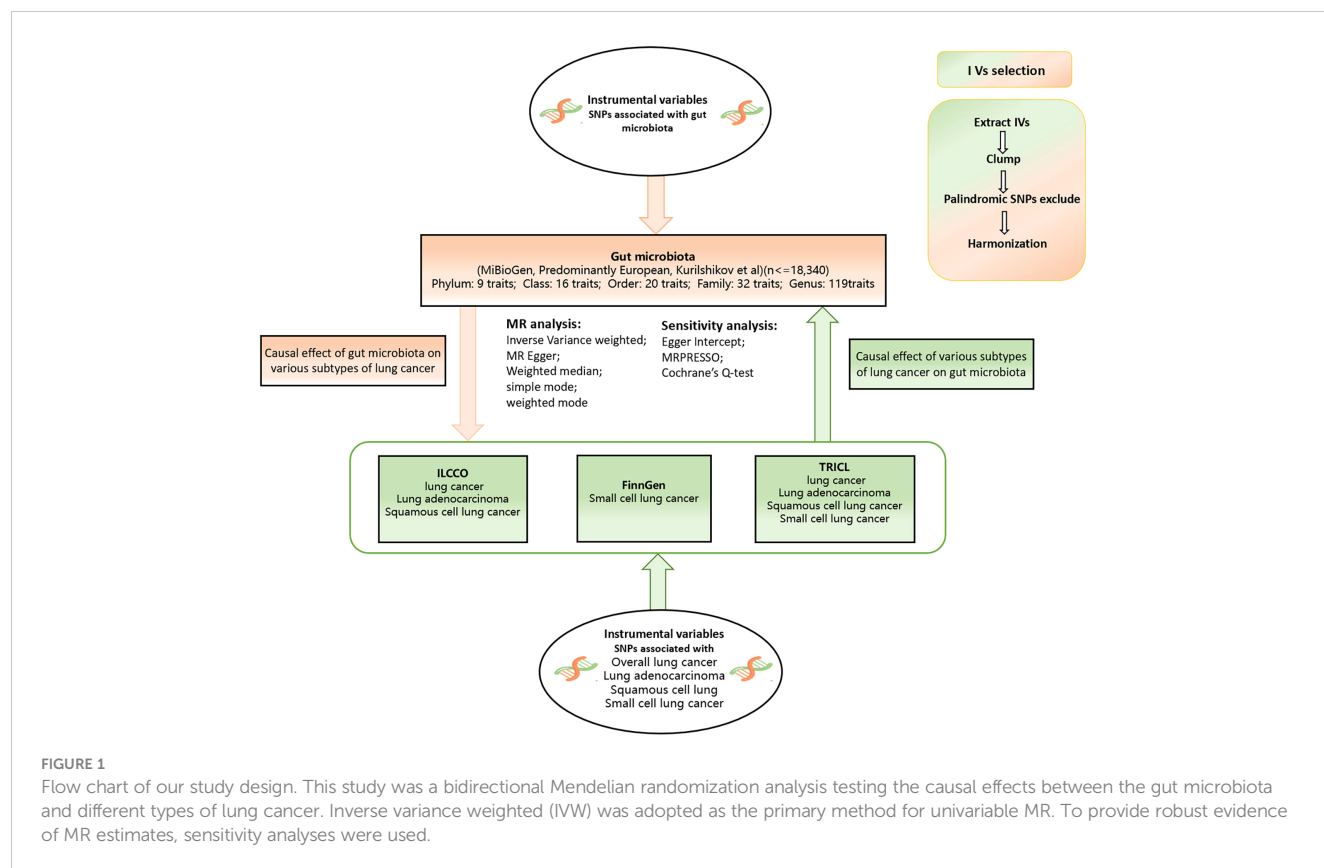 Instrumental variables
SNPs associated with gut
microbiota
I Vs selection
Extract IVs
Clump
Palindromic SNPs exclude
Harmonization
Gut microbiota
(MiBioGen, Predominantly European, Kurilshikov et al)(n<=18,340)
Phylum: 9 traits; Class: 16 traits; Order: 20 traits; Family: 32 traits; Genus: 119traits
Causal effect of gut microbiota on
various subtypes of lung cancer
MR analysis:
Inverse Variance weighted;
MR Egger;
Weighted median;
simple mode;
weighted mode
Sensitivity analysis:
Egger Intercept;
MRPRESSO;
Cochrane's Q-test
Causal effect of various subtypes
of lung cancer on gut microbiota
ILCCO
lung cancer
Lung adenocarcinoma
Squamous cell lung cancer
FinnGen
Small cell lung cancer
TRICL
lung cancer
Lung adenocarcinoma
Squamous cell lung cancer
Small cell lung cancer
Instrumental variables
SNPs associated with
Overall lung cancer
Lung adenocarcinoma
Squamous cell lung
Small cell lung cancer
FIGURE 1
Flow chart of our study design. This study was a bidirectional Mendelian randomization analysis testing the causal effects between the gut microbiota
and different types of lung cancer. Inverse variance weighted (IVW) was adopted as the primary method for univariable MR. To provide robust evidence
of MR estimates, sensitivity analyses were used.